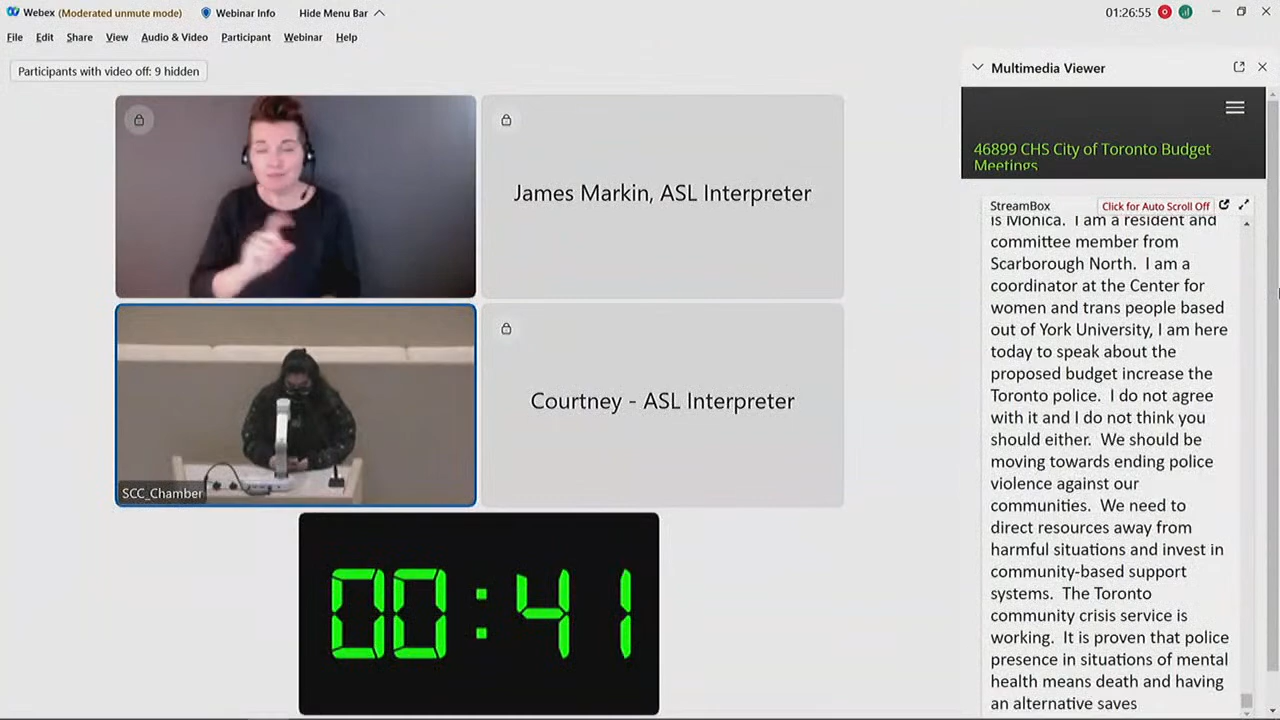 Webex (Moderated unmute mode) Webinar Info Hide Menu Bar 01:26:55
File Edit Share View Audio & Video Participant Webinar Help
Participants with video off: 9 hidden
Multimedia Viewer
46899 CHS City of Toronto Budget
Meetings
James Markin, ASL Interpreter
StreamBox Click for Auto Scroll Off
is Monica. I am a resident and
committee member from
Scarborough North. I am a
coordinator at the Center for
women and trans people based
out of York University, I am here
today to speak about the
proposed budget increase the
Toronto police. I do not agree
with it and I do not think you
should either. We should be
moving towards ending police
violence against our
communities. We need to
direct resources away from
harmful situations and invest in
community-based support
systems. The Toronto
community crisis service is
working. It is proven that police
presence in situations of mental
health means death and having
an alternative saves
Courtney - ASL Interpreter
SCC_Chamber
00:41